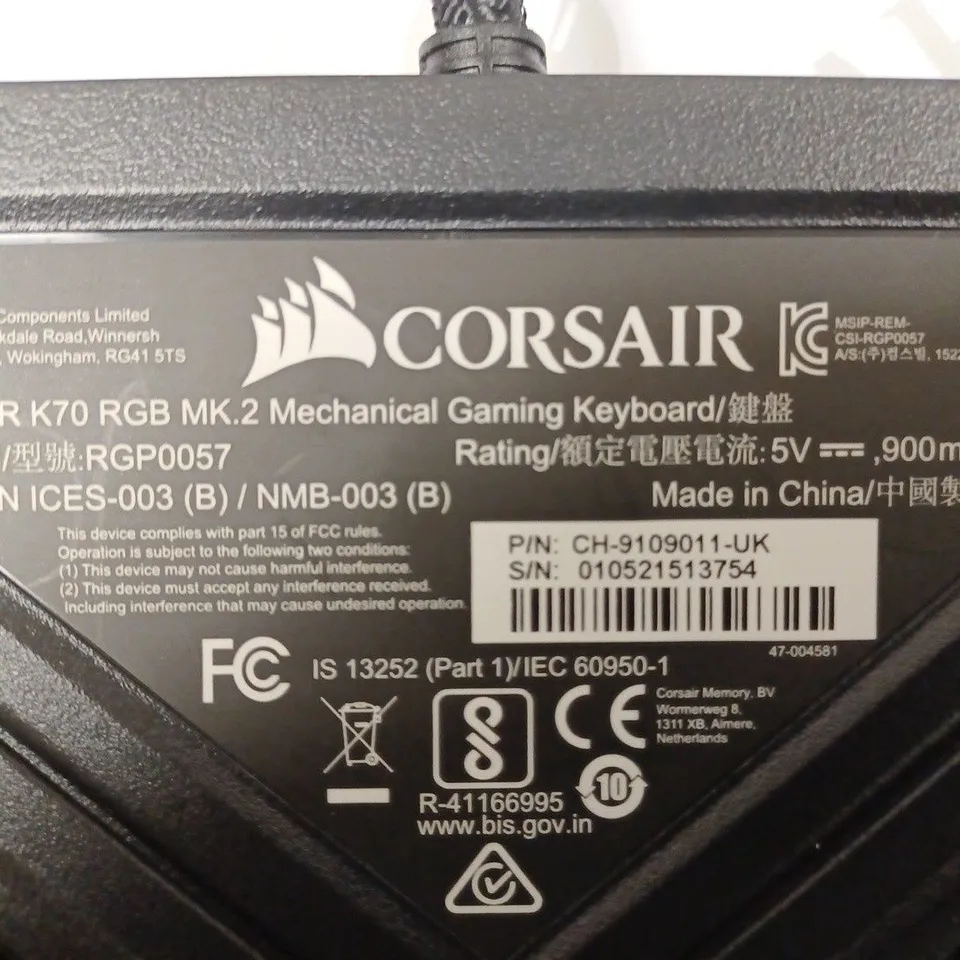 Components Limited
kdale Road,Winnersh
, Wokingham, RG41 5TS
CORSAIR
MSIP-REM-
CSI-RGP0057
A/S:(주)컴스빌, 1522
R K70 RGB MK.2 Mechanical Gaming Keyboard/鍵盤
/型號:RGP0057
Rating/額定電壓電流: 5V ,900m
N ICES-003 (B) / NMB-003 (B)
Made in China/中國製
This device complies with part 15 of FCC rules.
Operation is subject to the following two conditions:
(1) This device may not cause harmful interference.
(2) This device must accept any interference received.
Including interference that may cause undesired operation.
P/N: CH-9109011-UK
S/N: 010521513754
47-004581
FC
IS 13252 (Part 1)/IEC 60950-1
CE
Corsair Memory, BV
Wormerweg 8,
1311 XB, Almere,
Netherlands
10
R-41166995
www.bis.gov.in